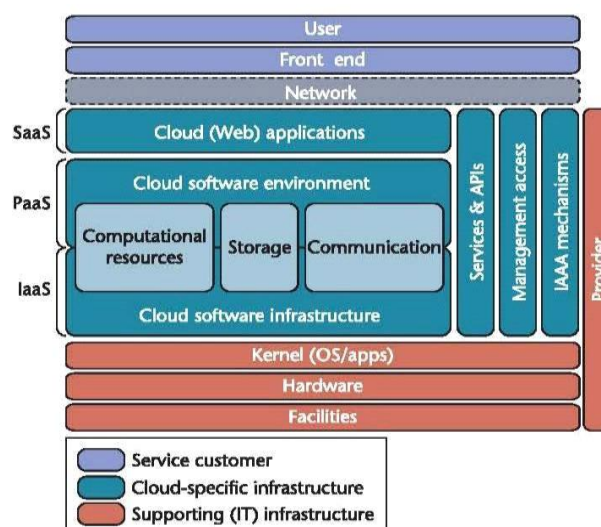 User
Front end
Network
SaaS
Cloud (Web) applications
PaaS
Cloud software environment
Computational
resources
Storage
Communication
IaaS
Cloud software infrastructure
Services & APIs
Management access
IAAA mechanisms
Provider
Kernel (OS/apps)
Hardware
Facilities
Service customer
Cloud-specific infrastructure
Supporting (IT) infrastructure